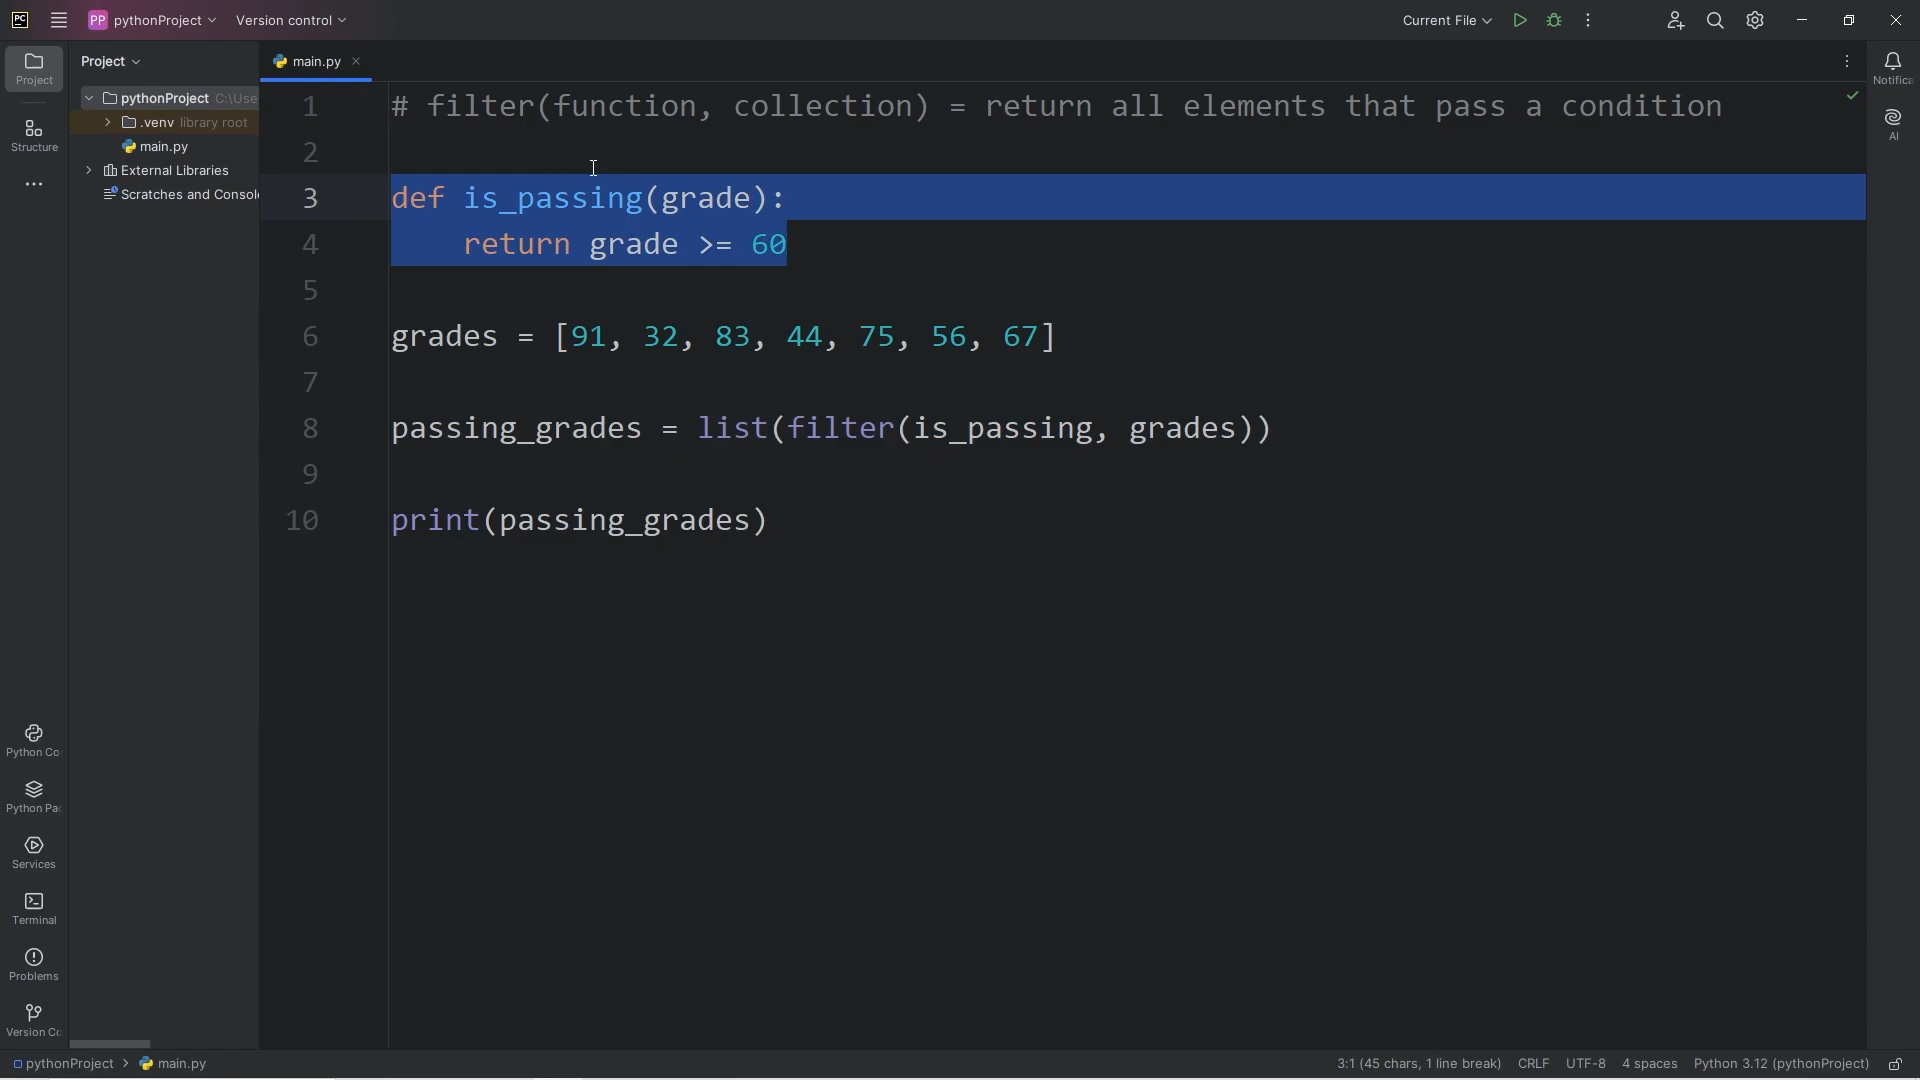 PC
PP pythonProject
Version control
Current File
Project
Project
main.py
Notifica
pythonProject C:\Use
1 # filter(function, collection) = return all elements that pass a condition
.venv library root
AI
Structure
main.py
2
External Libraries
3 def is_passing(grade):
Scratches and Consol
4 return grade >= 60
5
6 grades = [91, 32, 83, 44, 75, 56, 67]
7
8 passing_grades = list(filter(is_passing, grades))
9
10 print(passing_grades)
Python Co
Python Pa
Services
Terminal
Problems
Version Co
pythonProject > main.py
3:1 (45 chars, 1 line break)
CRLF
UTF-8
4 spaces
Python 3.12 (pythonProject)